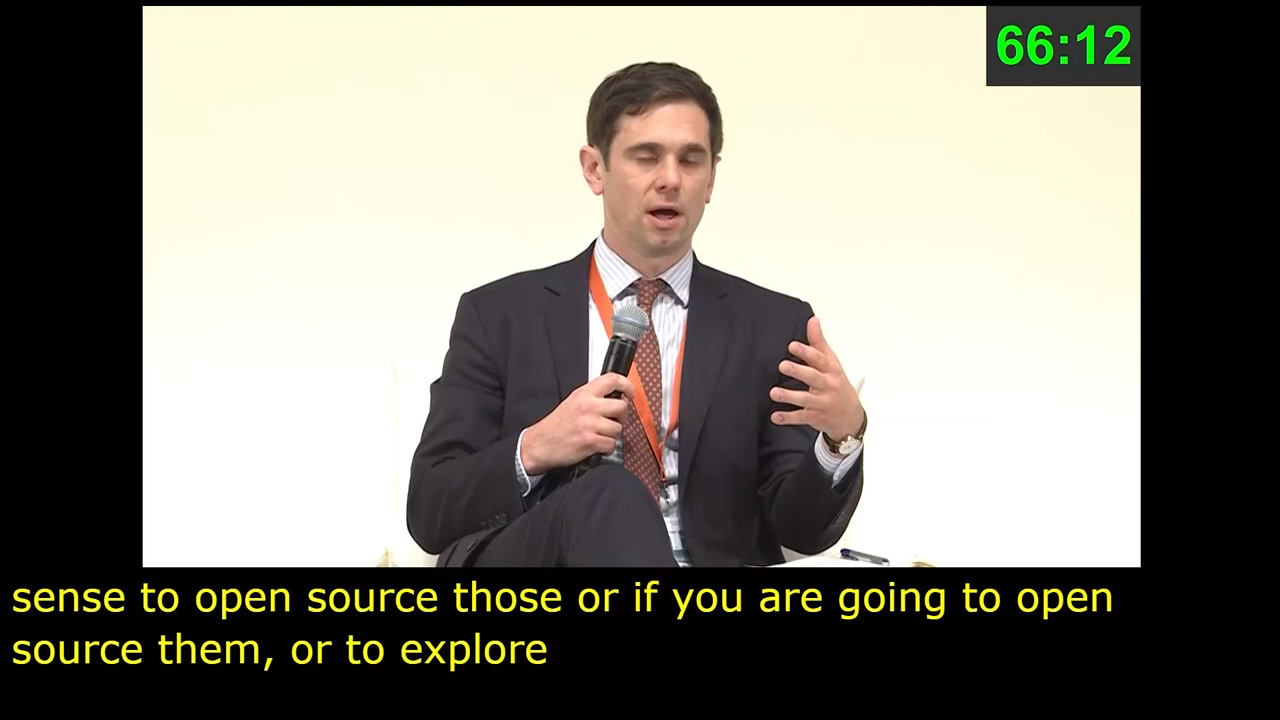 66:12
sense to open source those or if you are going to open
source them, or to explore